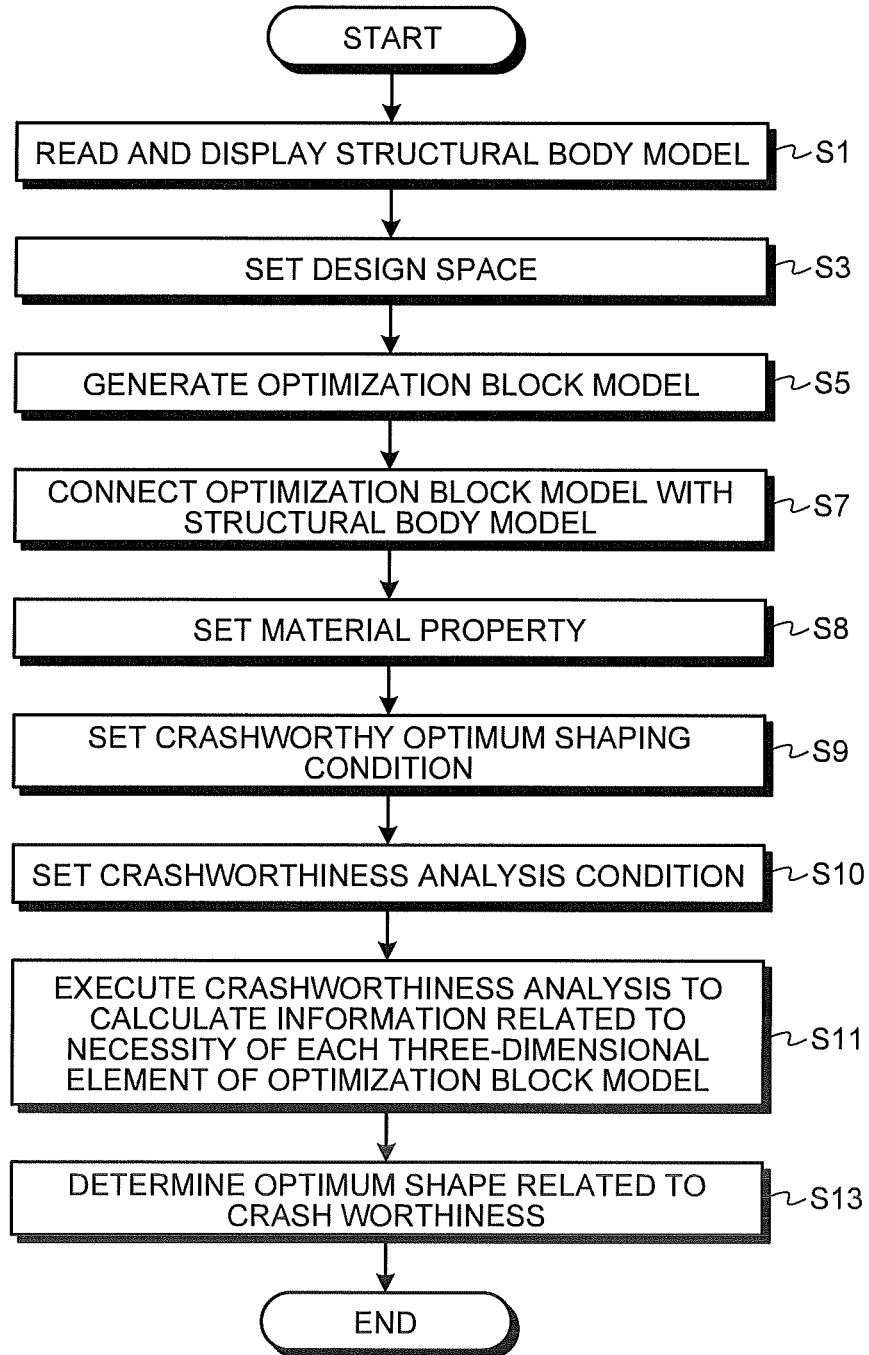 START
READ AND DISPLAY STRUCTURAL BODY MODEL
S1
SET DESIGN SPACE
S3
GENERATE OPTIMIZATION BLOCK MODEL
S5
CONNECT OPTIMIZATION BLOCK MODEL WITH
STRUCTURAL BODY MODEL
S7
SET MATERIAL PROPERTY
S8
SET CRASHWORTHY OPTIMUM SHAPING
CONDITION
S9
SET CRASHWORTHINESS ANALYSIS CONDITION
S10
EXECUTE CRASHWORTHINESS ANALYSIS TO
CALCULATE INFORMATION RELATED TO
NECESSITY OF EACH THREE-DIMENSIONAL
ELEMENT OF OPTIMIZATION BLOCK MODEL
S11
DETERMINE OPTIMUM SHAPE RELATED TO
CRASH WORTHINESS
S13
END